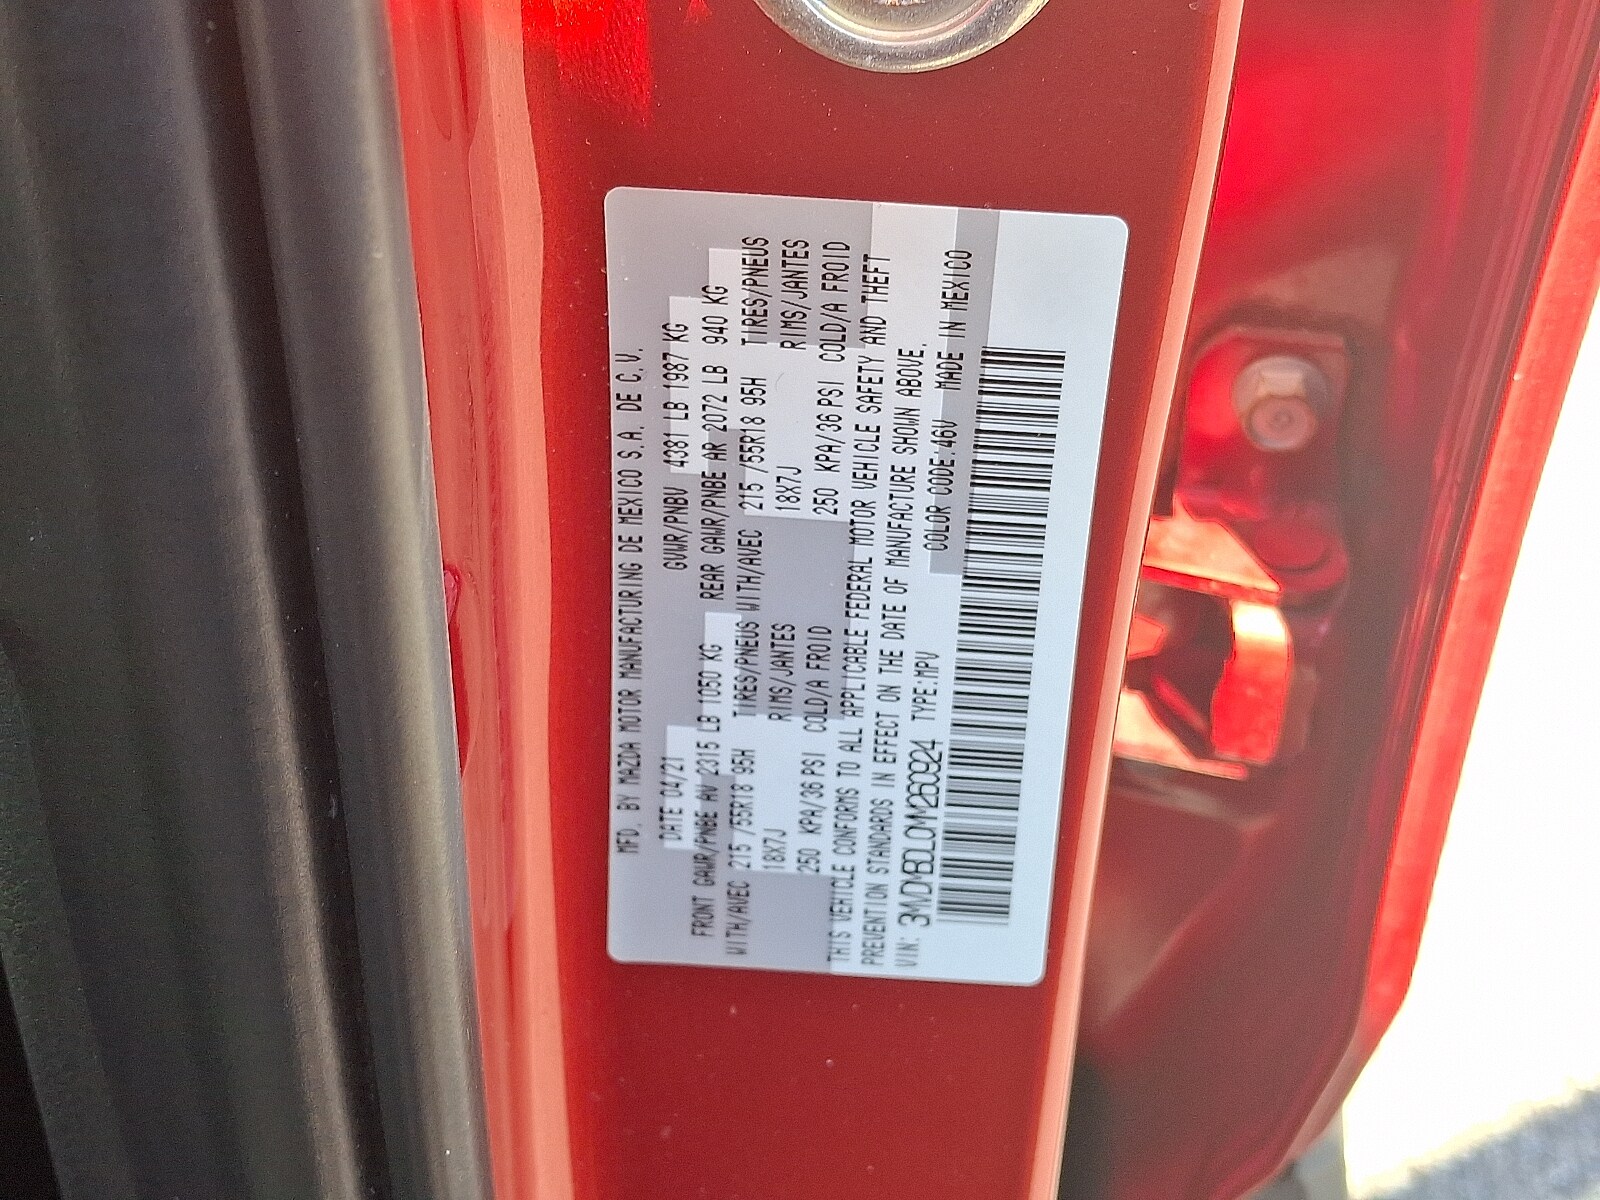 MFD. BY MAZDA MOTOR MANUFACTURING DE MEXICO S.A. DE C.V.
DATE 04/21 GVWR/PNBV 4381 LB 1987 KG
FRONT GAWR/PNBE AV 2315 LB 1050 KG REAR GAWR/PNBE AR 2072 LB 940 KG
WITH/AVEC 215 /55R18 95H TIRES/PNEUS WITH/AVEC 215 /55R18 95H TIRES/PNEUS
18X7J RIMS/JANTES 18X7J RIMS/JANTES
250 KPA/36 PSI COLD/A FROID 250 KPA/36 PSI COLD/A FROID
THIS VEHICLE CONFORMS TO ALL APPLICABLE FEDERAL MOTOR VEHICLE SAFETY AND THEFT
PREVENTION STANDARDS IN EFFECT ON THE DATE OF MANUFACTURE SHOWN ABOVE.
VIN: 3MVDMBDL0MM260924 TYPE:MPV COLOR CODE:46V MADE IN MEXICO